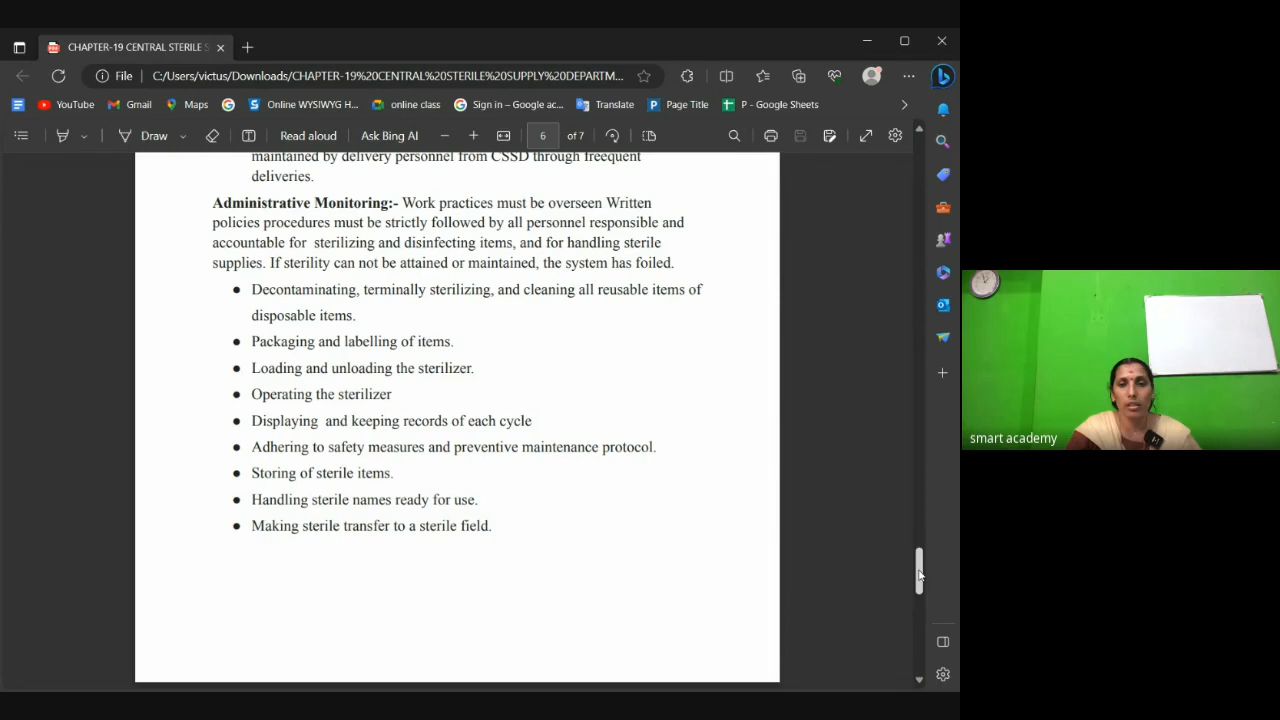 CHAPTER-19 CENTRAL STERILE S
File C:/Users/victus/Downloads/CHAPTER-19%20CENTRAL%20STERILE%20SUPPLY%20DEPARTM...
YouTube Gmail Maps Online WYSIWYG H... online class Sign in – Google ac... Translate Page Title P - Google Sheets
Draw Read aloud Ask Bing AI 6 of 7
maintained by delivery personnel from CSSD through freequent
deliveries.
Administrative Monitoring:- Work practices must be overseen Written
policies procedures must be strictly followed by all personnel responsible and
accountable for sterilizing and disinfecting items, and for handling sterile
supplies. If sterility can not be attained or maintained, the system has foiled.
● Decontaminating, terminally sterilizing, and cleaning all reusable items of
disposable items.
● Packaging and labelling of items.
● Loading and unloading the sterilizer.
● Operating the sterilizer
● Displaying and keeping records of each cycle
● Adhering to safety measures and preventive maintenance protocol.
● Storing of sterile items.
● Handling sterile names ready for use.
● Making sterile transfer to a sterile field.
smart academy